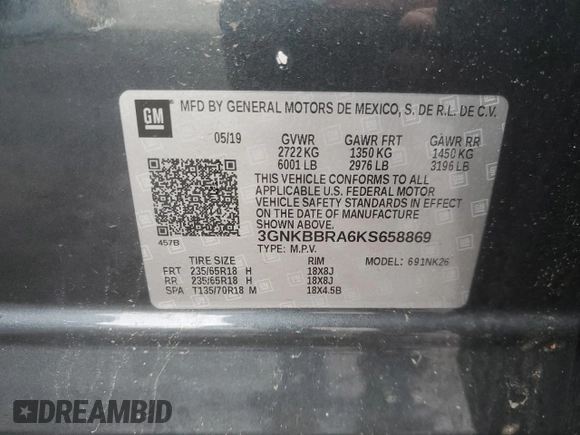 GM
MFD BY GENERAL MOTORS DE MEXICO, S. DE R.L. DE C.V.
05/19 GVWR GAWR FRT GAWR RR
2722 KG 1350 KG 1450 KG
6001 LB 2976 LB 3196 LB
THIS VEHICLE CONFORMS TO ALL
APPLICABLE U.S. FEDERAL MOTOR
VEHICLE SAFETY STANDARDS IN EFFECT
ON THE DATE OF MANUFACTURE
SHOWN ABOVE.
3GNKBBRA6KS658869
457B TYPE: M.P.V. MODEL: 691NK26
TIRE SIZE RIM
FRT 235/65R18 H 18X8J
RR 235/65R18 H 18X8J
SPA T135/70R18 M 18X4.5B
DREAMBID